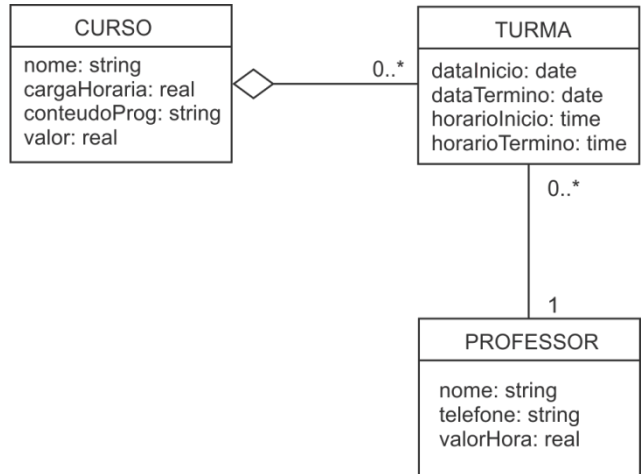 CURSO
nome: string
cargaHoraria: real
conteudoProg: string
valor: real
0..*
TURMA
dataInicio: date
dataTermino: date
horarioInicio: time
horarioTermino: time
0..*
1
PROFESSOR
nome: string
telefone: string
valorHora: real